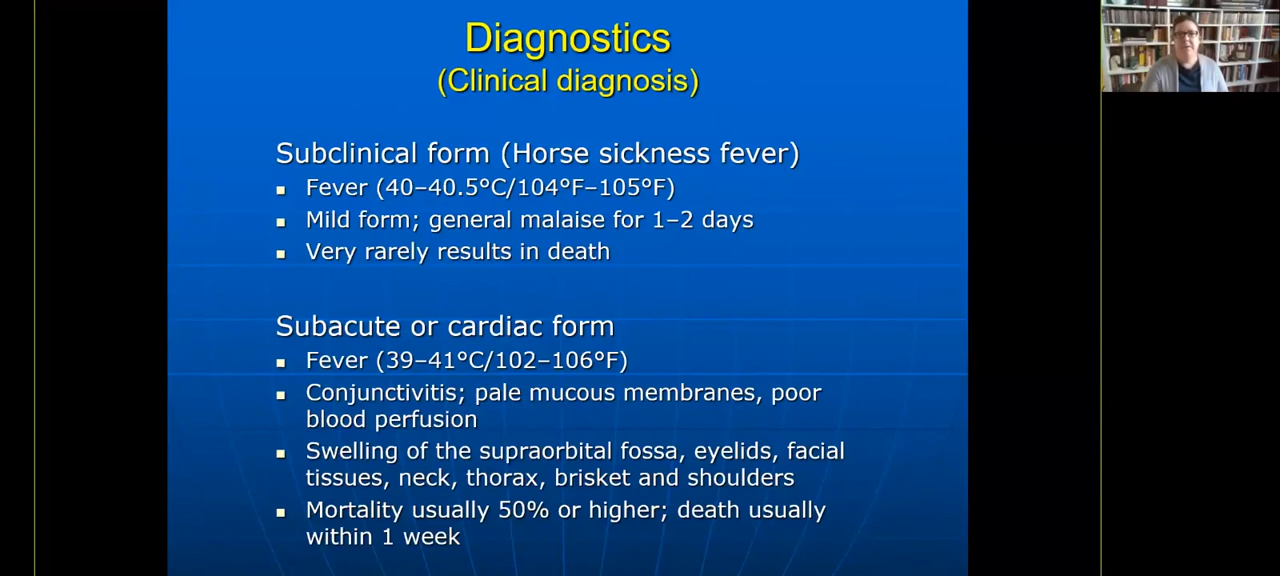 Diagnostics
(Clinical diagnosis)
Subclinical form (Horse sickness fever)
Fever (40–40.5°C/104°F–105°F)
Mild form; general malaise for 1–2 days
Very rarely results in death
Subacute or cardiac form
Fever (39–41°C/102–106°F)
Conjunctivitis; pale mucous membranes, poor
blood perfusion
Swelling of the supraorbital fossa, eyelids, facial
tissues, neck, thorax, brisket and shoulders
Mortality usually 50% or higher; death usually
within 1 week